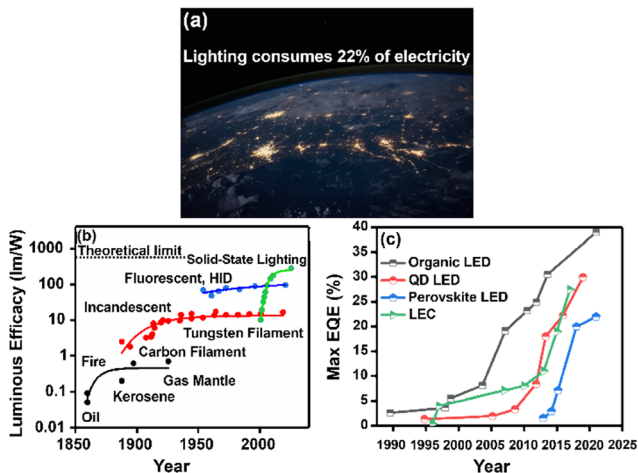 (a)
Lighting consumes 22% of electricity
(b)
Luminous Efficacy (lm/W)
1000
100
10
1
0.1
0.01
Theoretical limit
Solid-State Lighting
Fluorescent, HID
Incandescent
Tungsten Filament
Carbon Filament
Fire
Gas Mantle
Kerosene
Oil
1850
1900
1950
2000
Year
(c)
Max EQE (%)
40
35
30
25
20
15
10
5
0
Organic LED
QD LED
Perovskite LED
LEC
1990 1995 2000 2005 2010 2015 2020 2025
Year